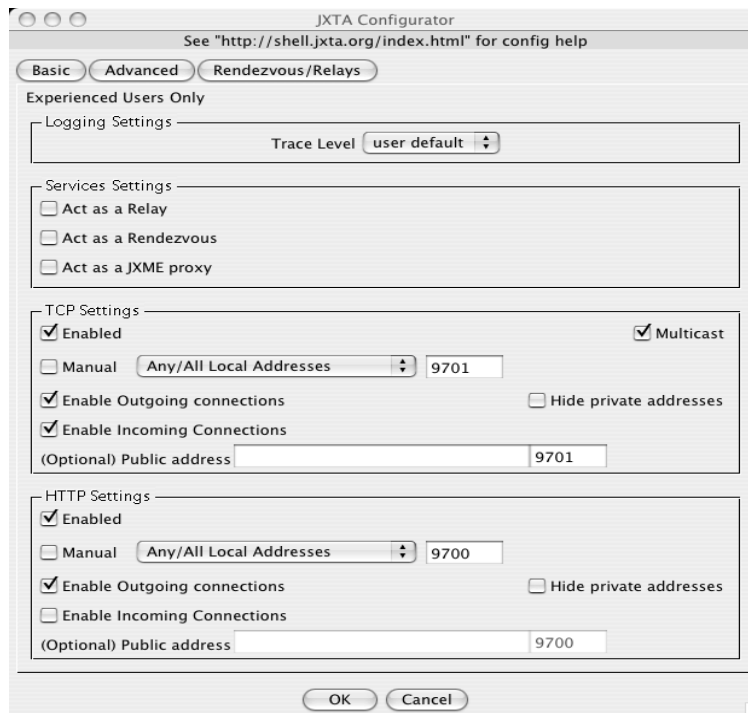 JXTA Configurator
See "http://shell.jxta.org/index.html" for config help
Basic Advanced Rendezvous/Relays
Experienced Users Only
Logging Settings
Trace Level user default
Services Settings
Act as a Relay
Act as a Rendezvous
Act as a JXME proxy
TCP Settings
Enabled Multicast
Manual Any/All Local Addresses 9701
Enable Outgoing connections Hide private addresses
Enable Incoming Connections
(Optional) Public address 9701
HTTP Settings
Enabled
Manual Any/All Local Addresses 9700
Enable Outgoing connections Hide private addresses
Enable Incoming Connections
(Optional) Public address 9700
OK Cancel